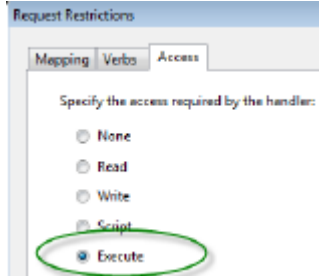 Request Restrictions
Mapping Verbs Access
Specify the access required by the handler:
None
Read
Write
Script
Execute